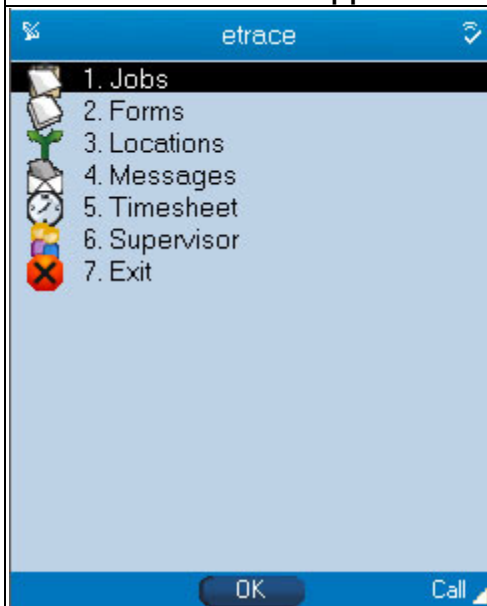 etrace
1. Jobs
2. Forms
3. Locations
4. Messages
5. Timesheet
6. Supervisor
7. Exit
OK
Call